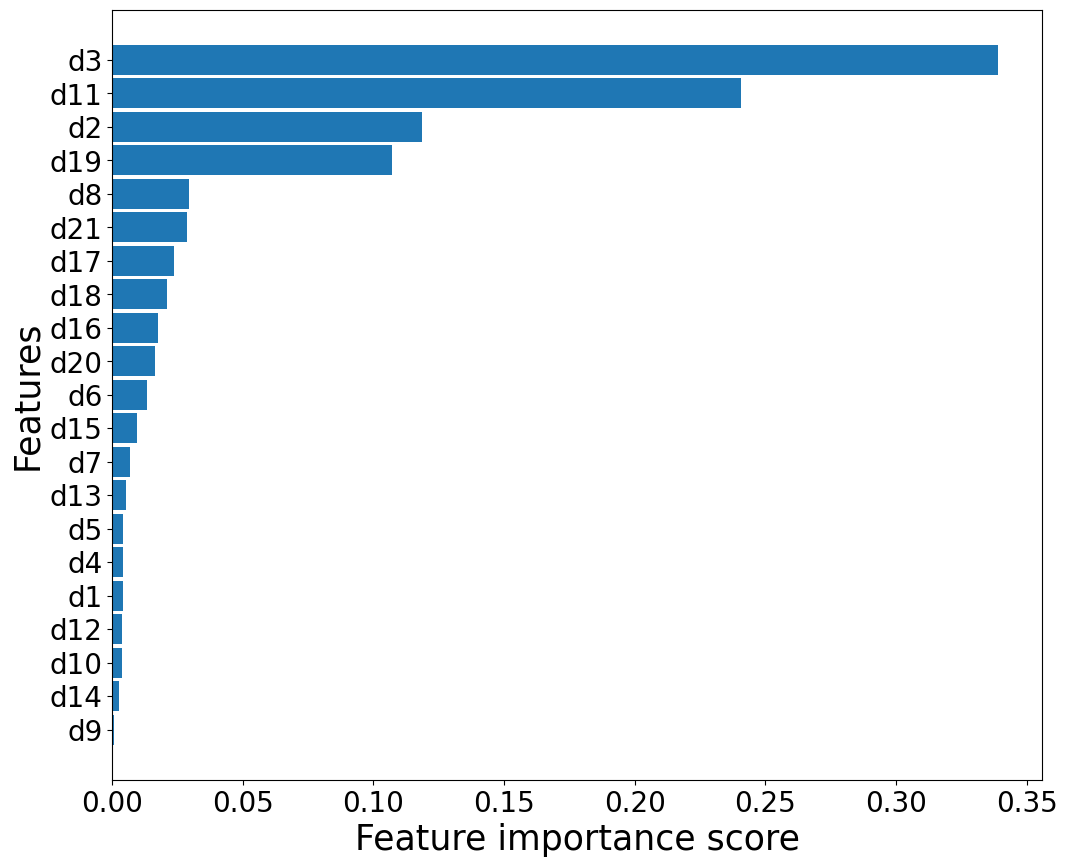 d3
d11
d2
d19
d8
d21
d17
d18
d16
d20
d6
d15
d7
d13
d5
d4
d1
d12
d10
d14
d9
Features
0.00 0.05 0.10 0.15 0.20 0.25 0.30 0.35
Feature importance score